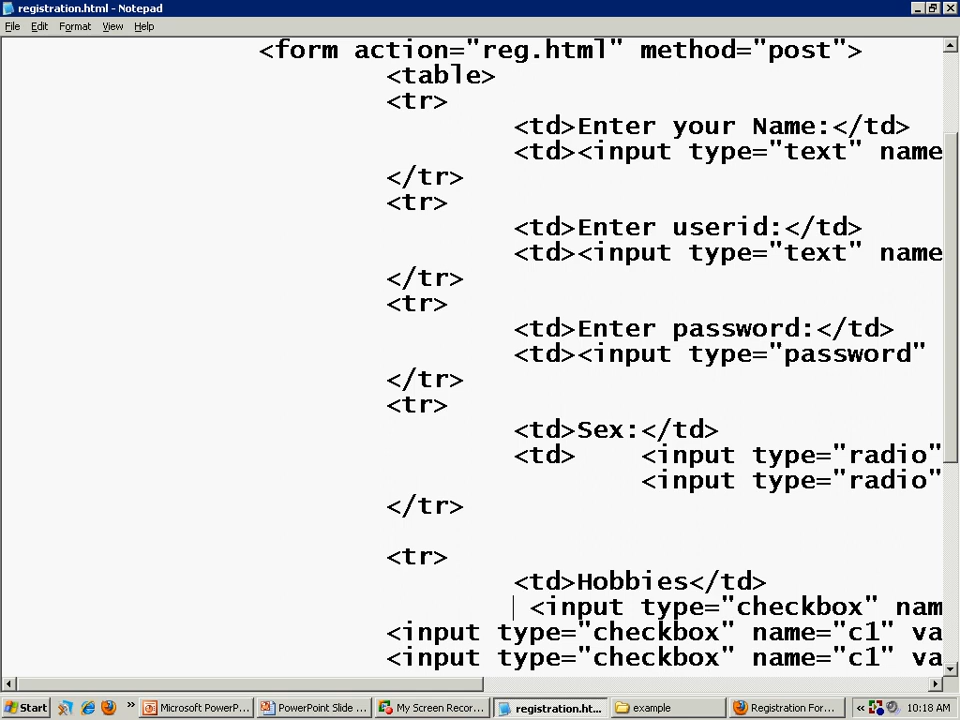 registration.html - Notepad
File Edit Format View Help
<form action="reg.html" method="post">
<table>
<tr>
<td>Enter your Name:</td>
<td><input type="text" name
</tr>
<tr>
<td>Enter userid:</td>
<td><input type="text" name
</tr>
<tr>
<td>Enter password:</td>
<td><input type="password"
</tr>
<tr>
<td>Sex:</td>
<td> <input type="radio"
<input type="radio"
</tr>
<tr>
<td>Hobbies</td>
<input type="checkbox" nam
<input type="checkbox" name="c1" va
<input type="checkbox" name="c1" va
Start » Microsoft PowerP... PowerPoint Slide ... My Screen Recor... registration.ht... example Registration For... « 10:18 AM